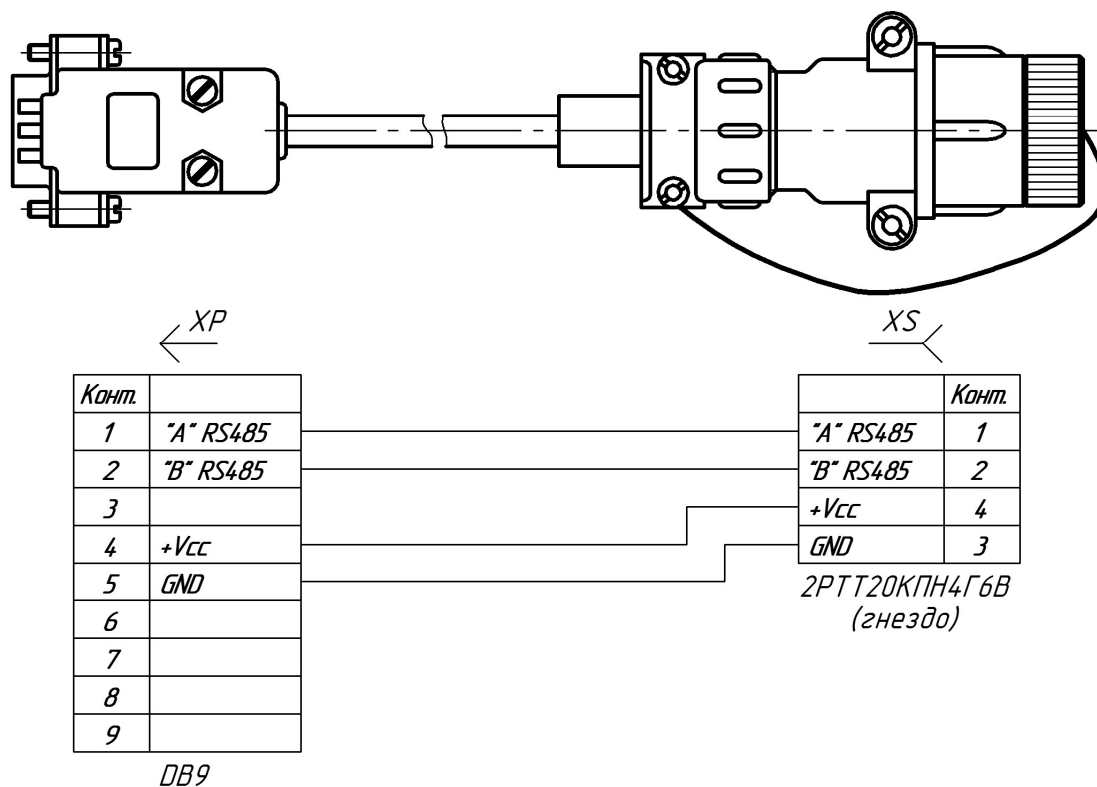 XP
XS
Конт.
1 "A" RS485
2 "B" RS485
3
4 +Vcc
5 GND
6
7
8
9
DB9
Конт.
"A" RS485 1
"B" RS485 2
+Vcc 4
GND 3
2РТТ20КПН4Г6В
(гнездо)